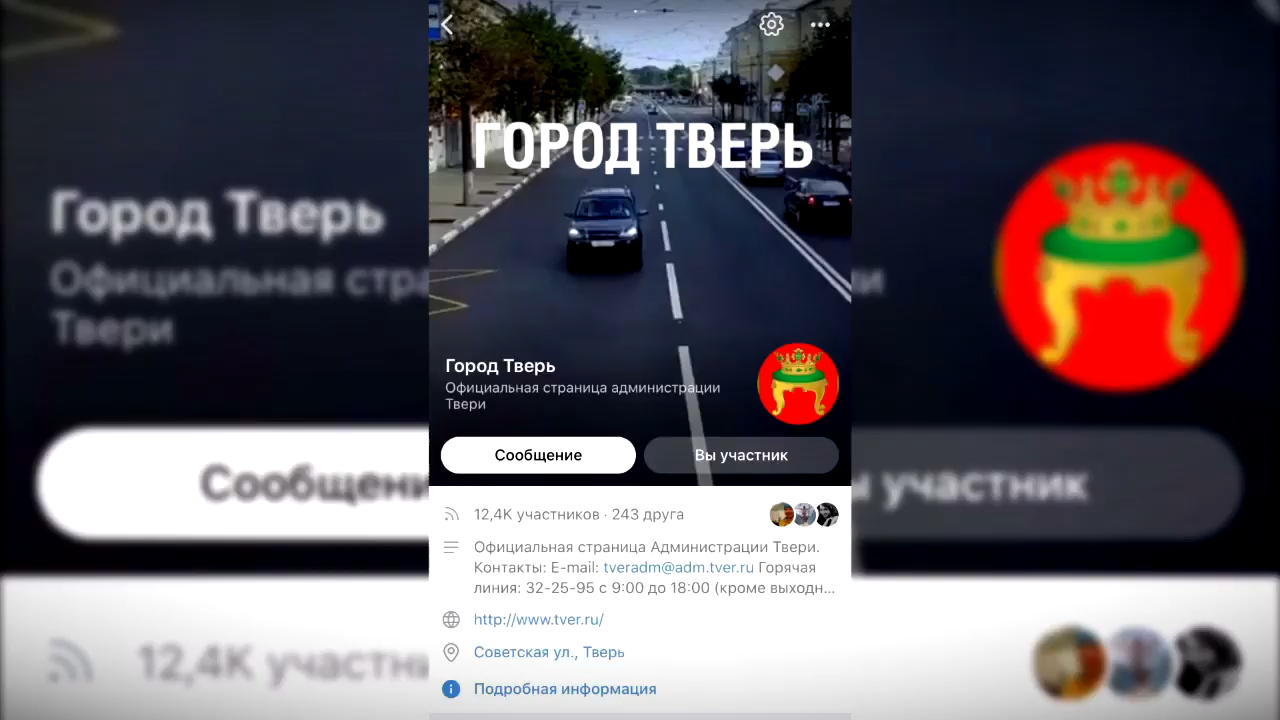 ГОРОД ТВЕРЬ
Город Тверь
Официальная страница администрации
Твери
Сообщение
Вы участник
12,4K участников · 243 друга
Официальная страница Администрации Твери.
Контакты: E-mail: tveradm@adm.tver.ru Горячая
линия: 32-25-95 с 9:00 до 18:00 (кроме выходн...
http://www.tver.ru/
Советская ул., Тверь
Подробная информация
Город Тверь
Официальная стра
Твери
Сообщени
участник
12,4K участни